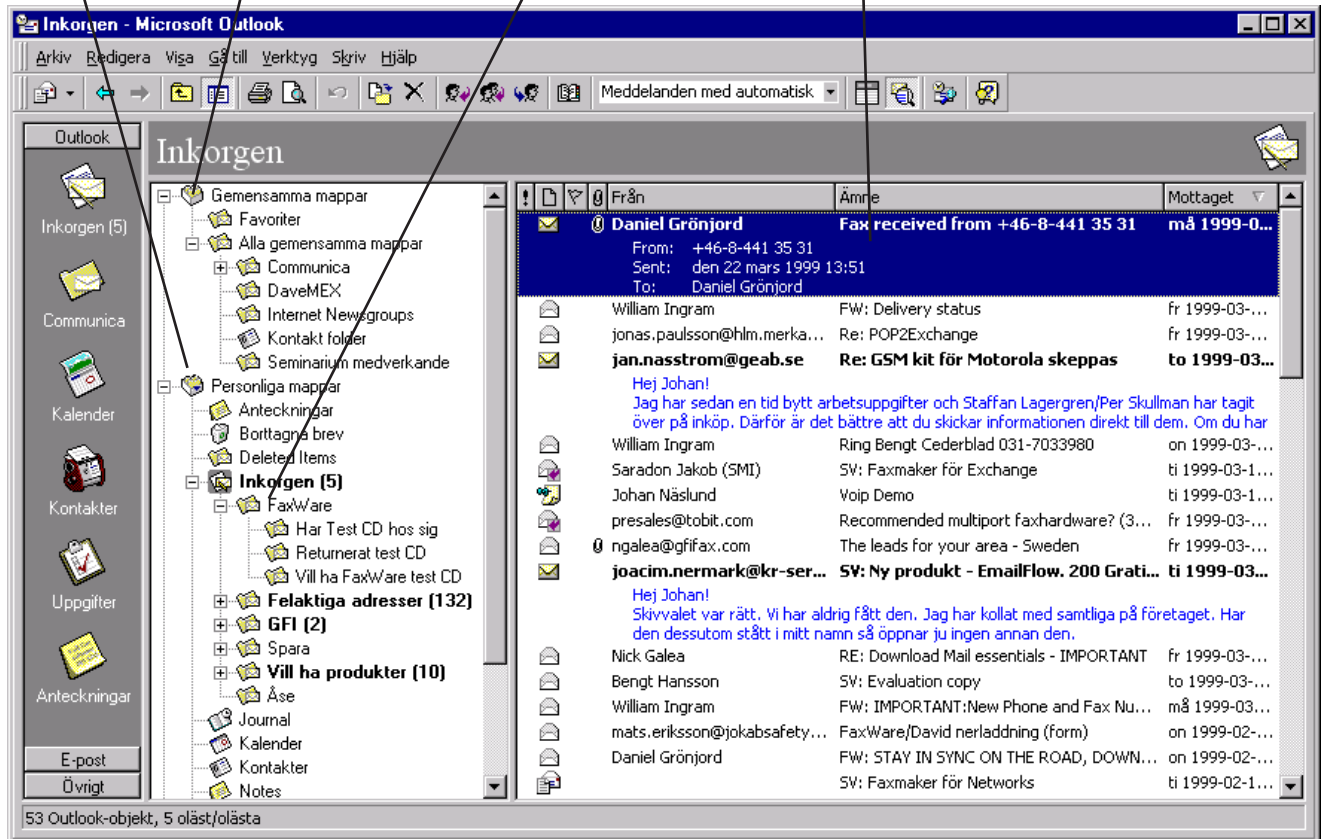 Inkorgen - Microsoft Outlook
Arkiv Redigera Visa Gå till Verktyg Skriv Hjälp
Meddelanden med automatisk
Outlook
Inkorgen (5)
Communica
Kalender
Kontakter
Uppgifter
Anteckningar
E-post
Övrigt
Inkorgen
Gemensamma mappar
Favoriter
Alla gemensamma mappar
Communica
DaveMEX
Internet Newsgroups
Kontakt folder
Seminarium medverkande
Personliga mappar
Anteckningar
Borttagna brev
Deleted Items
Inkorgen (5)
FaxWare
Har Test CD hos sig
Returnerat test CD
Vill ha FaxWare test CD
Felaktiga adresser (132)
GFI (2)
Spara
Vill ha produkter (10)
Åse
Journal
Kalender
Kontakter
Notes
Från Ämne Mottaget
Daniel Grönjord Fax received from +46-8-441 35 31 må 1999-0...
From: +46-8-441 35 31
Sent: den 22 mars 1999 13:51
To: Daniel Grönjord
William Ingram FW: Delivery status fr 1999-03-...
jonas.paulsson@hlm.merka... Re: POP2Exchange fr 1999-03-...
jan.nasstrom@geab.se Re: GSM kit för Motorola skeppas to 1999-03...
Hej Johan!
Jag har sedan en tid bytt arbetsuppgifter och Staffan Lagergren/Per Skullman har tagit
över på inköp. Därför är det bättre att du skickar informationen direkt till dem. Om du har
William Ingram Ring Bengt Cederblad 031-7033980 on 1999-03-...
Saradon Jakob (SMI) SV: Faxmaker för Exchange ti 1999-03-1...
Johan Näslund Voip Demo ti 1999-03-1...
presales@tobit.com Recommended multiport faxhardware? (3... fr 1999-03-...
ngalea@gfifax.com The leads for your area - Sweden fr 1999-03-...
joacim.nermark@kr-ser... SV: Ny produkt - EmailFlow. 200 Grati... ti 1999-03...
Hej Johan!
Skivvalet var rätt. Vi har aldrig fått den. Jag har kollat med samtliga på företaget. Har
den dessutom stått i mitt namn så öppnar ju ingen annan den.
Nick Galea RE: Download Mail essentials - IMPORTANT fr 1999-03-...
Bengt Hansson SV: Evaluation copy to 1999-03-...
William Ingram FW: IMPORTANT:New Phone and Fax Nu... må 1999-03...
mats.eriksson@jokabsafety... FaxWare/David nerladdning (form) on 1999-02-...
Daniel Grönjord FW: STAY IN SYNC ON THE ROAD, DOWN... on 1999-02-...
SV: Faxmaker för Networks ti 1999-02-1...
53 Outlook-objekt, 5 oläst/olästa